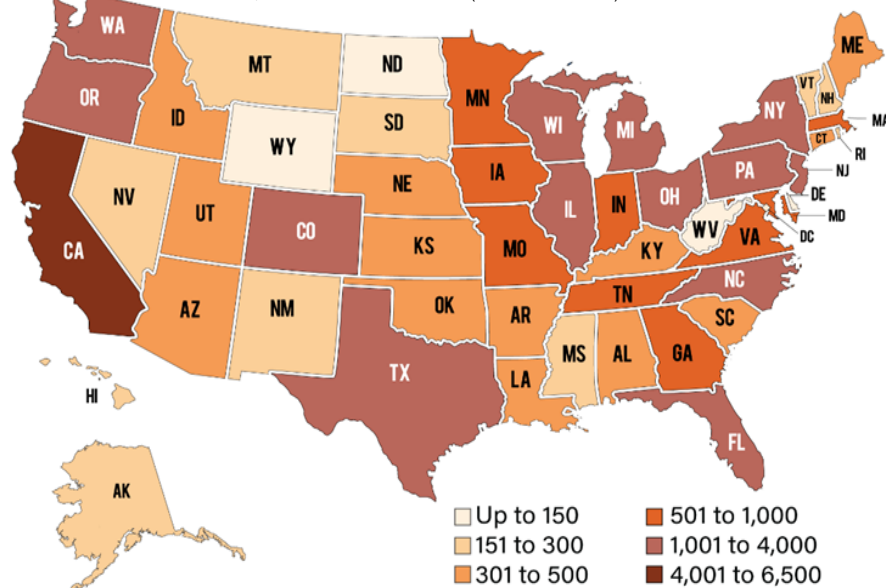 WA
MT
ND
MN
ME
VT
NH
OR
ID
SD
WI
MI
NY
MA
WY
CT
RI
NV
UT
NE
IA
IL
IN
OH
PA
NJ
DE
MD
DC
CA
CO
KS
MO
KY
WV
VA
AZ
NM
OK
AR
TN
NC
SC
TX
LA
MS
AL
GA
FL
HI
AK
Up to 150
151 to 300
301 to 500
501 to 1,000
1,001 to 4,000
4,001 to 6,500